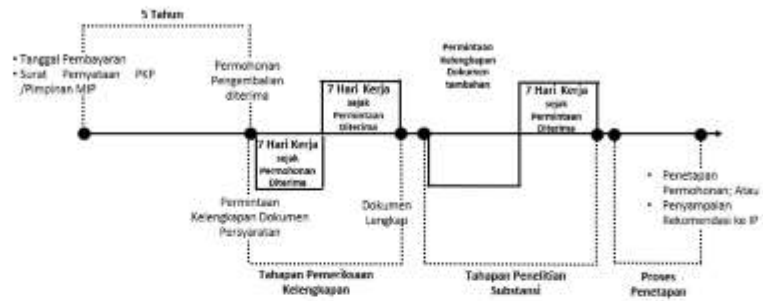 5 Tahun
• Tanggal Pembayaran
• Surat Pernyataan PKP
/Pimpinan MIP
Permohonan
Pengembalian
diterima
7 Hari Kerja
sejak
Permintaan
Diterima
Permintaan
Kelengkapan
Dokumen
tambahan
7 Hari Kerja
sejak
Permintaan
Diterima
7 Hari Kerja
sejak
Permohonan
Diterima
Permintaan
Kelengkapan Dokumen
Persyaratan
Dokumen
Lengkap
• Penetapan
Permohonan; Atau
• Penyampaian
Rekomendasi ke IP
Tahapan Pemeriksaan
Kelengkapan
Tahapan Penelitian
Substansi
Proses
Penetapan